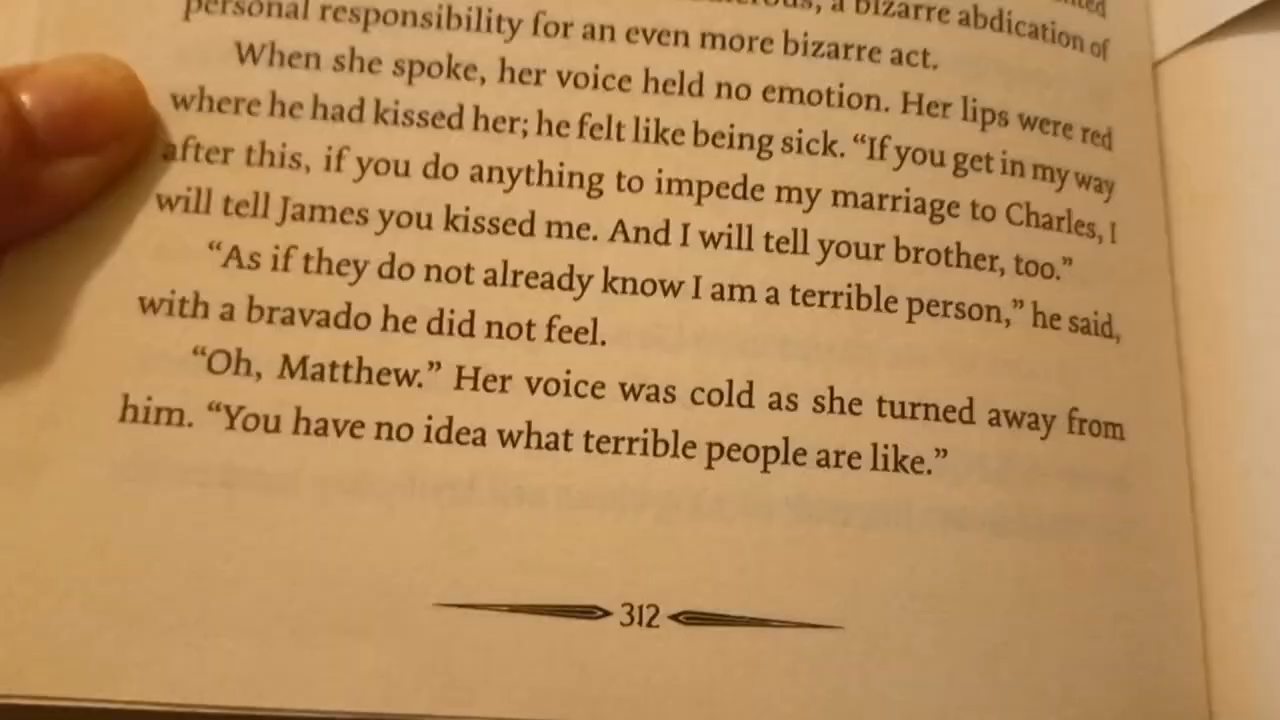 a bizarre abdication of
personal responsibility for an even more bizarre act.
When she spoke, her voice held no emotion. Her lips were red
where he had kissed her; he felt like being sick. “If you get in my way
after this, if you do anything to impede my marriage to Charles, I
will tell James you kissed me. And I will tell your brother, too.”
“As if they do not already know I am a terrible person,” he said,
with a bravado he did not feel.
“Oh, Matthew.” Her voice was cold as she turned away from
him. “You have no idea what terrible people are like.”
312